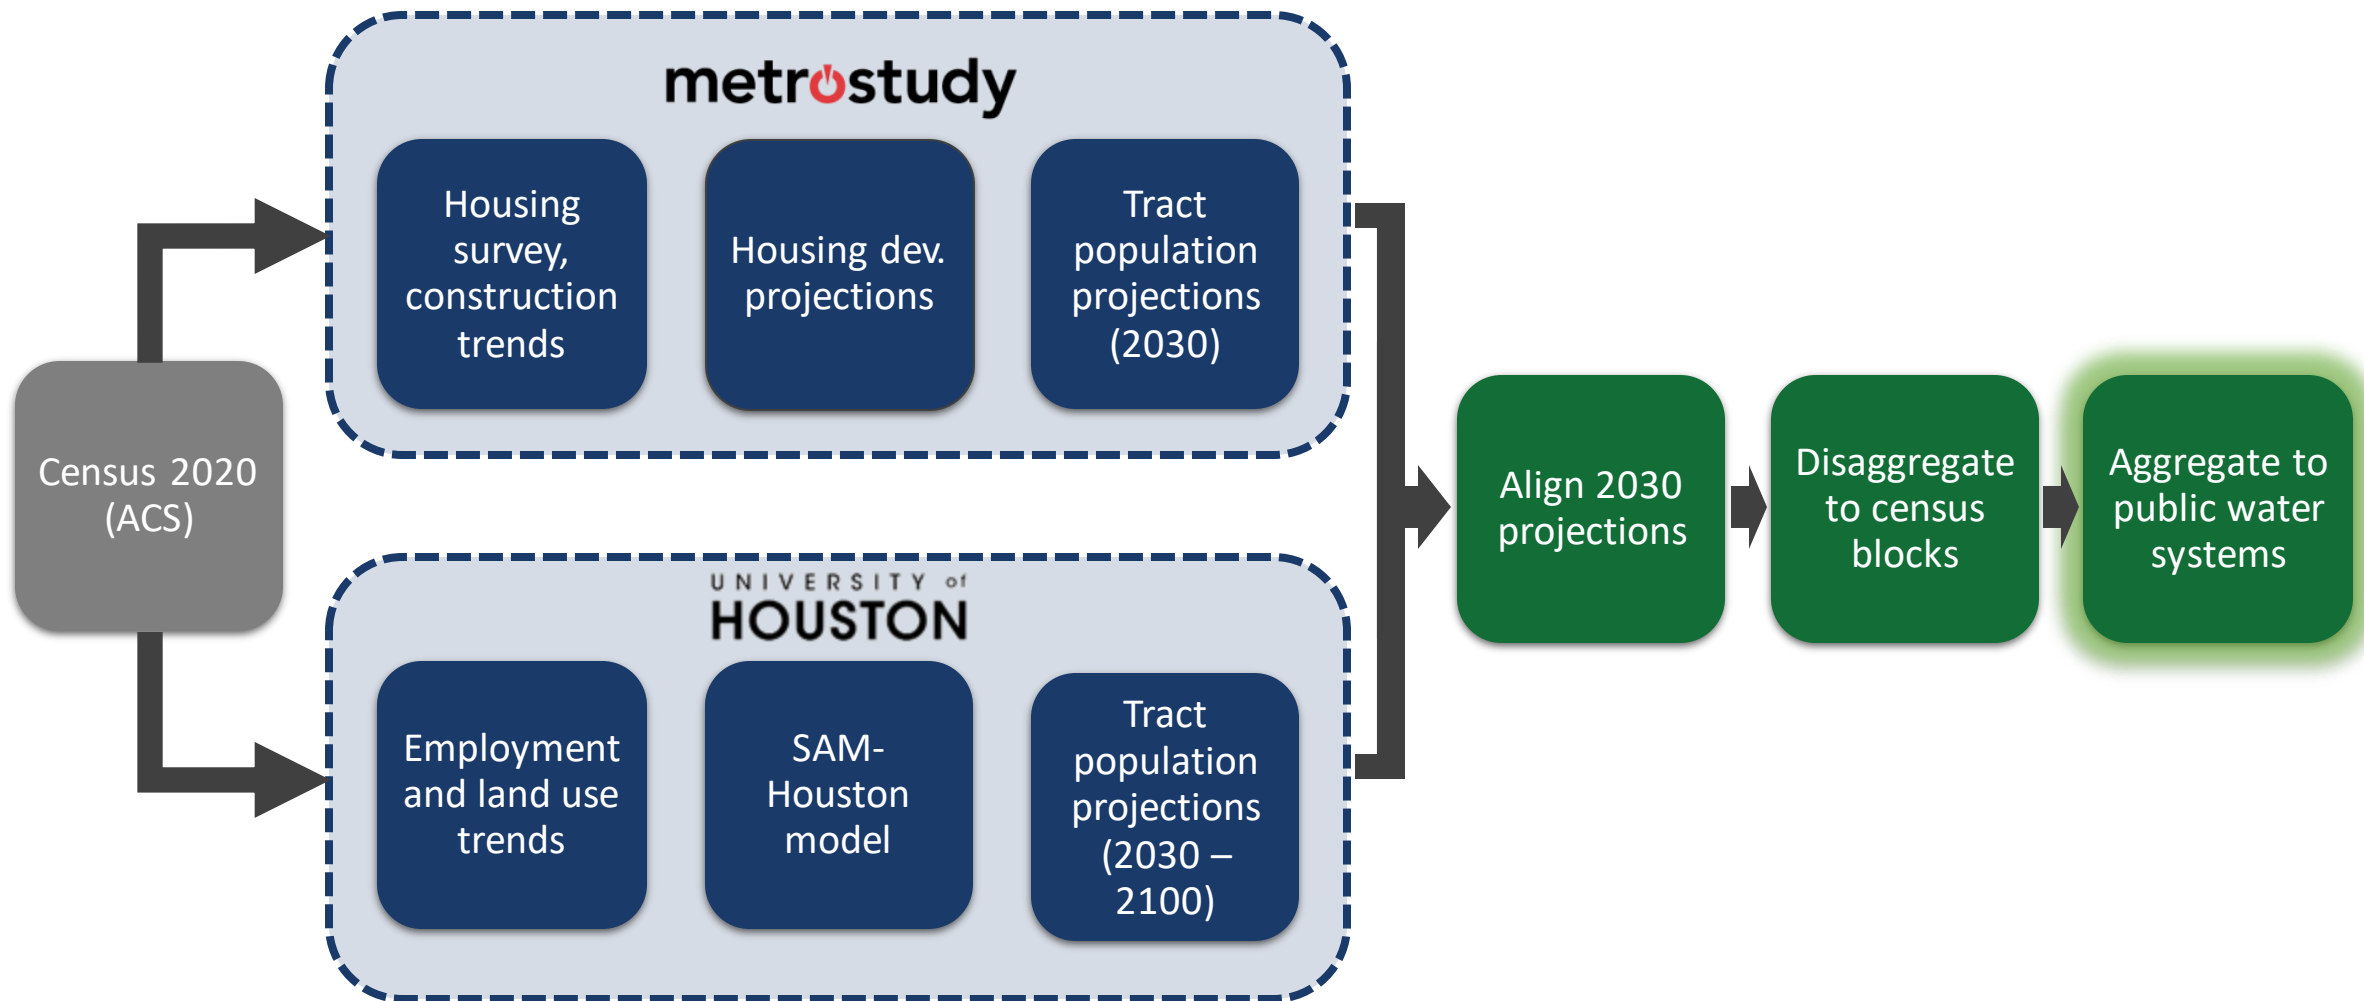 metrostudy
Housing
survey,
construction
trends
Housing dev.
projections
Tract
population
projections
(2030)
Census 2020
(ACS)
UNIVERSITY of
HOUSTON
Employment
and land use
trends
SAM-
Houston
model
Tract
population
projections
(2030 –
2100)
Align 2030
projections
Disaggregate
to census
blocks
Aggregate to
public water
systems